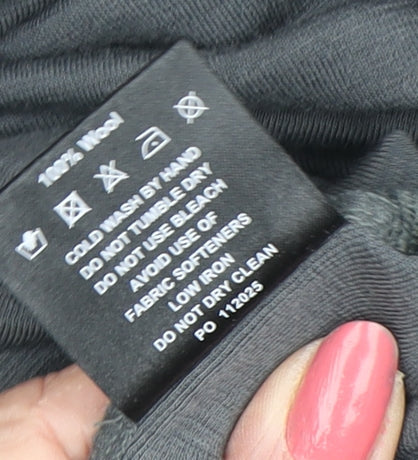 100% Wool
COLD WASH BY HAND
DO NOT TUMBLE DRY
DO NOT USE BLEACH
AVOID USE OF
FABRIC SOFTENERS
LOW IRON
DO NOT DRY CLEAN
PO 112025